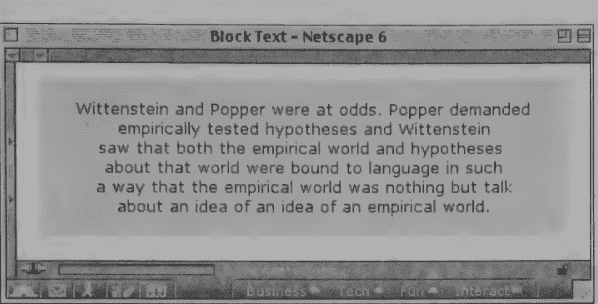 Block Text - Netscape 6
Wittenstein and Popper were at odds. Popper demanded
empirically tested hypotheses and Wittenstein
saw that both the empirical world and hypotheses
about that world were bound to language in such
a way that the empirical world was nothing but talk
about an idea of an idea of an empirical world.
Business Tech Fun Interact